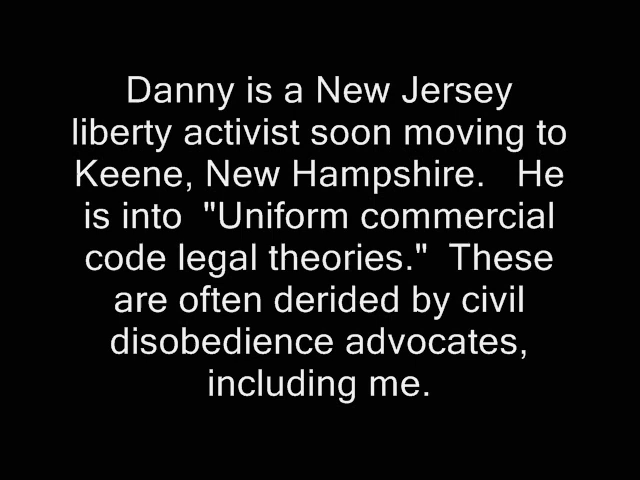 Danny is a New Jersey
liberty activist soon moving to
Keene, New Hampshire.   He
is into  "Uniform commercial
code legal theories."  These
are often derided by civil
disobedience advocates,
including me.